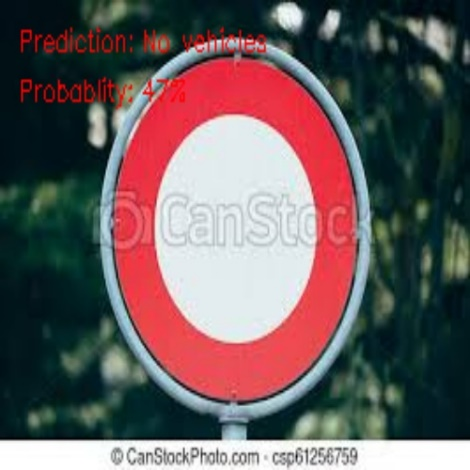 Prediction: No vehicles
Probablity: 47%
CanStock
© CanStockPhoto.com - csp61256759